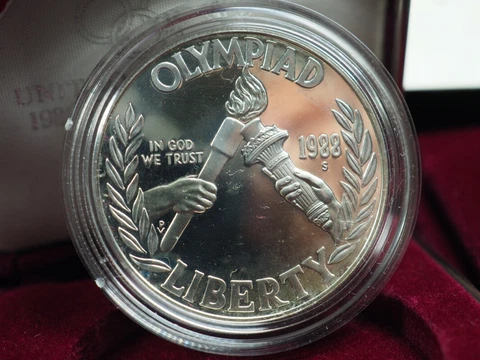 OLYMPIAD
IN GOD
WE TRUST
1988
S
LIBERTY